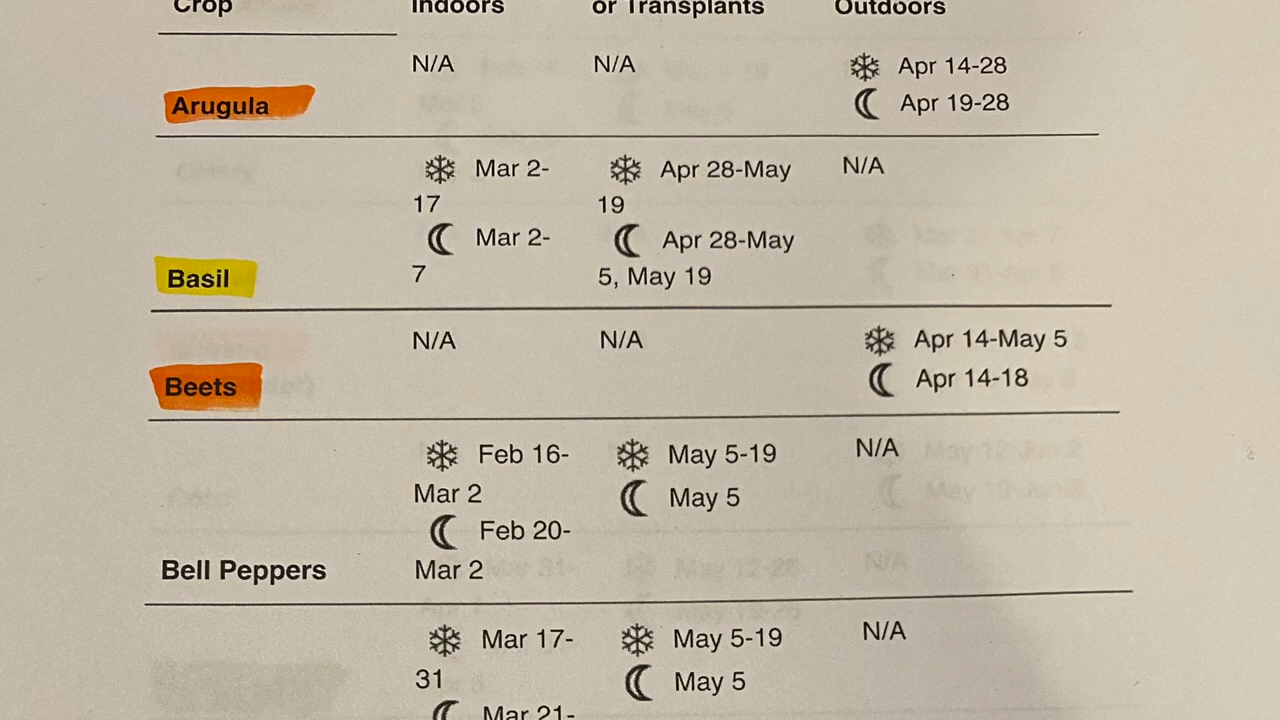 Crop Indoors or Transplants Outdoors
N/A N/A Apr 14-28
Arugula Apr 19-28
Mar 2- Apr 28-May N/A
17 19
Mar 2- Apr 28-May
Basil 7 5, May 19
N/A N/A Apr 14-May 5
Beets Apr 14-18
Feb 16- May 5-19 N/A
Mar 2 May 5
Feb 20-
Bell Peppers Mar 2
Mar 17- May 5-19 N/A
31 May 5
Mar 21-